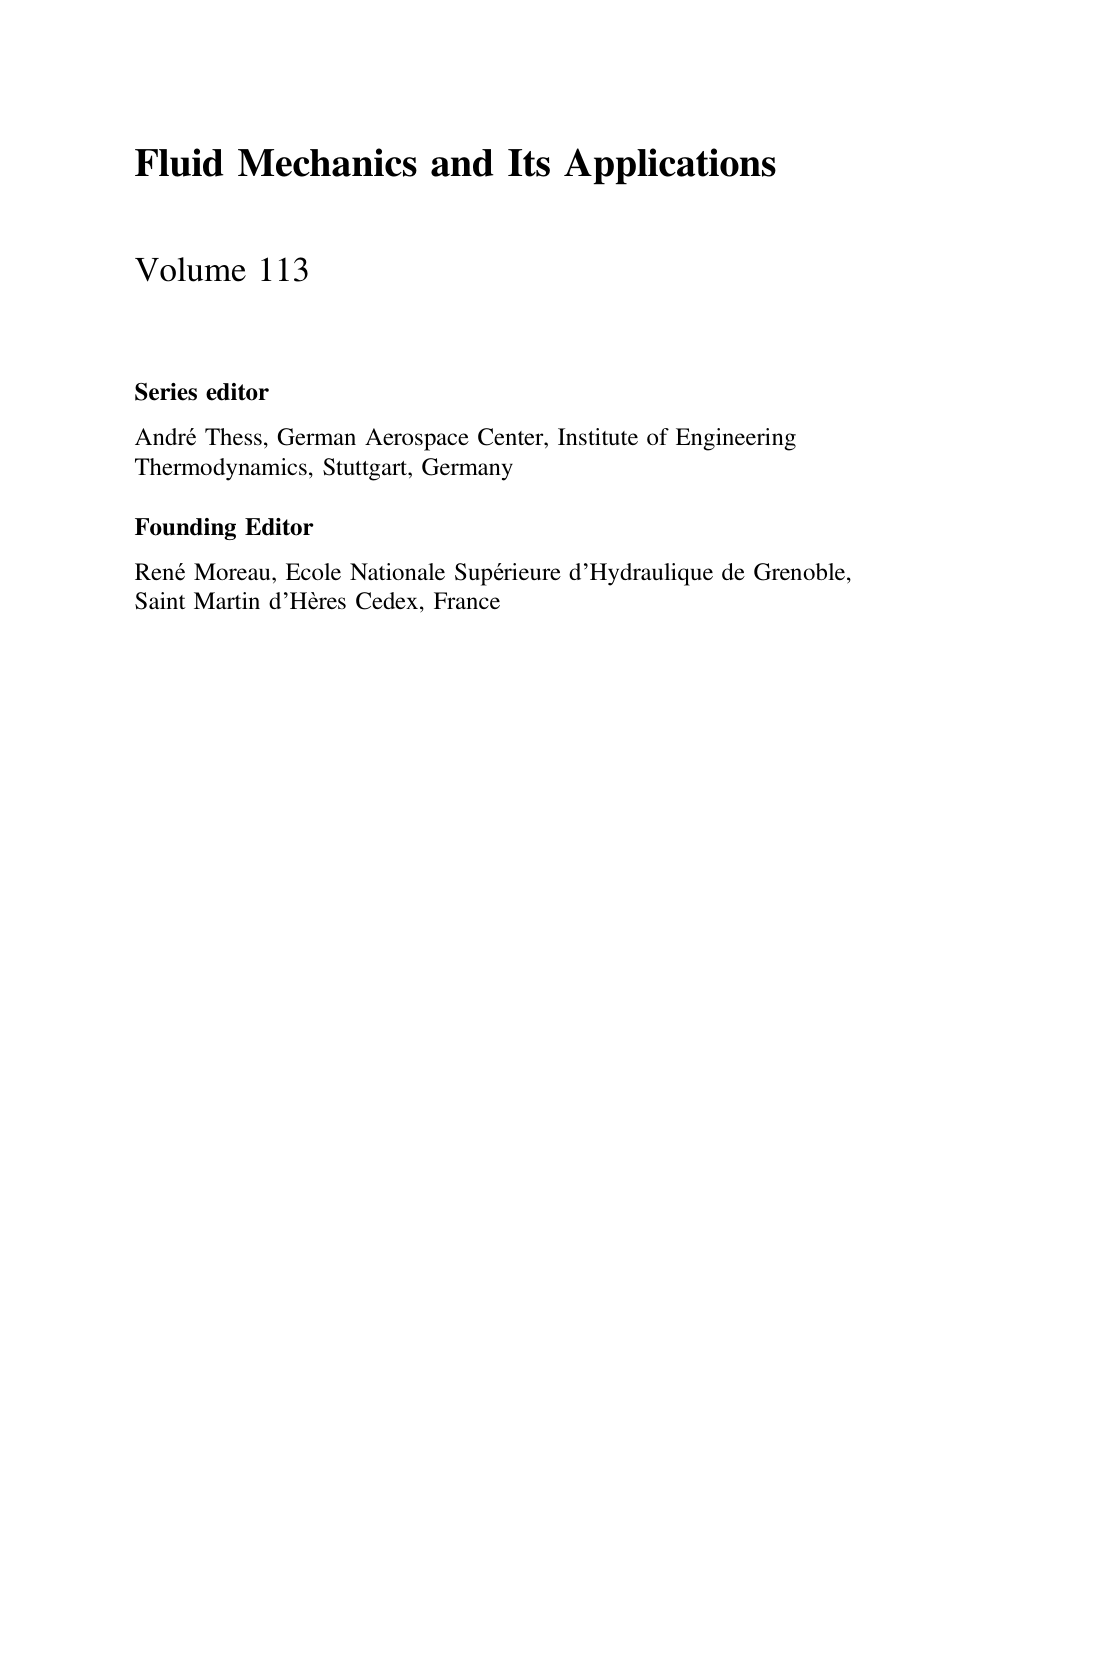 Fluid Mechanics and Its Applications
Volume 113
Series editor
André Thess, German Aerospace Center, Institute of Engineering
Thermodynamics, Stuttgart, Germany
Founding Editor
René Moreau, Ecole Nationale Supérieure d’Hydraulique de Grenoble,
Saint Martin d’Hères Cedex, France